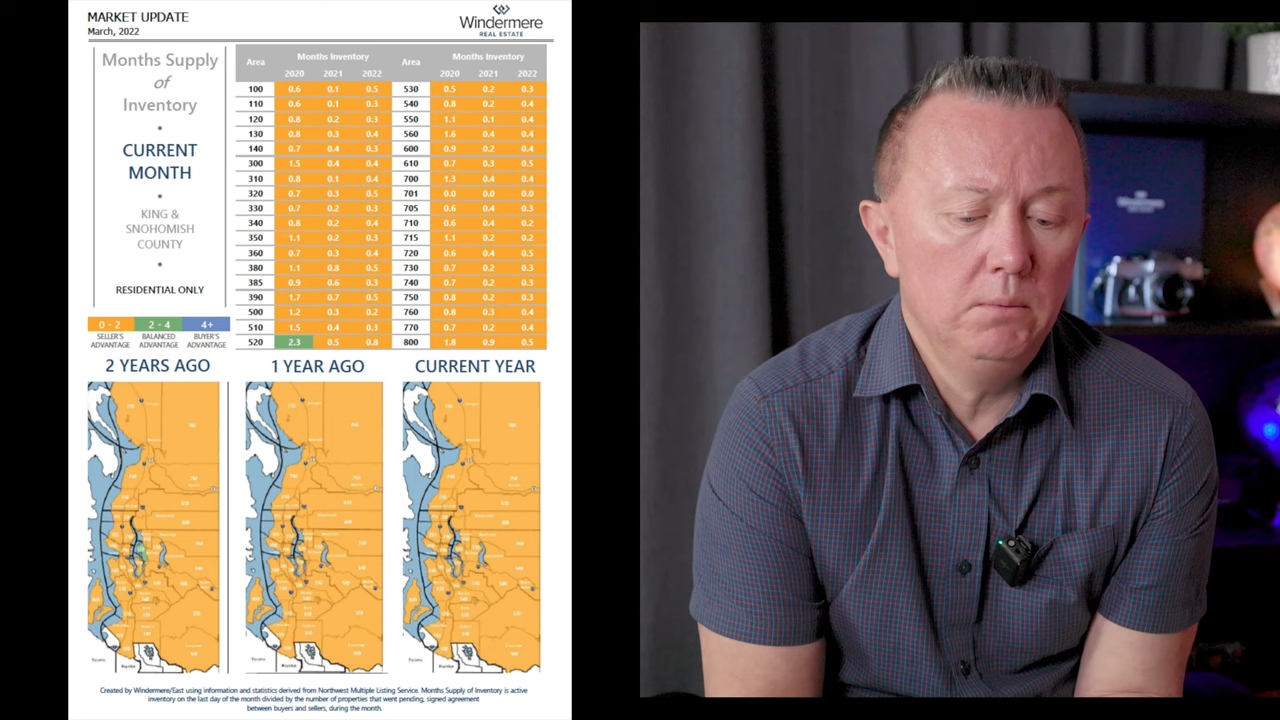 MARKET UPDATE
March, 2022
Windermere
REAL ESTATE
Months Supply
of
Inventory
•
CURRENT
MONTH
•
KING &
SNOHOMISH
COUNTY
•
RESIDENTIAL ONLY
0 - 2 2 - 4 4+
SELLER'S ADVANTAGE BALANCED ADVANTAGE BUYER'S ADVANTAGE
Area Months Inventory Area Months Inventory
2020 2021 2022 2020 2021 2022
100 0.6 0.1 0.5 530 0.5 0.2 0.3
110 0.6 0.1 0.3 540 0.8 0.2 0.4
120 0.8 0.2 0.3 550 1.1 0.1 0.4
130 0.8 0.3 0.4 560 1.6 0.4 0.4
140 0.7 0.4 0.3 600 0.9 0.2 0.4
300 1.5 0.4 0.4 610 0.7 0.3 0.5
310 0.8 0.1 0.4 700 1.3 0.4 0.4
320 0.7 0.3 0.5 701 0.0 0.0 0.0
330 0.7 0.2 0.3 705 0.6 0.4 0.3
340 0.8 0.2 0.4 710 0.6 0.4 0.2
350 1.1 0.2 0.3 715 1.1 0.2 0.2
360 0.7 0.3 0.4 720 0.6 0.4 0.5
380 1.1 0.8 0.5 730 0.7 0.2 0.3
385 0.9 0.6 0.3 740 0.7 0.2 0.3
390 1.7 0.7 0.5 750 0.8 0.2 0.3
500 1.2 0.3 0.2 760 0.8 0.3 0.4
510 1.5 0.4 0.3 770 0.7 0.2 0.4
520 2.3 0.5 0.8 800 1.8 0.9 0.5
2 YEARS AGO 1 YEAR AGO CURRENT YEAR
Created by Windermere/East using information and statistics derived from Northwest Multiple Listing Service. Months Supply of Inventory is active
inventory on the last day of the month divided by the number of properties that went pending, signed agreement
between buyers and sellers, during the month.
Windermere